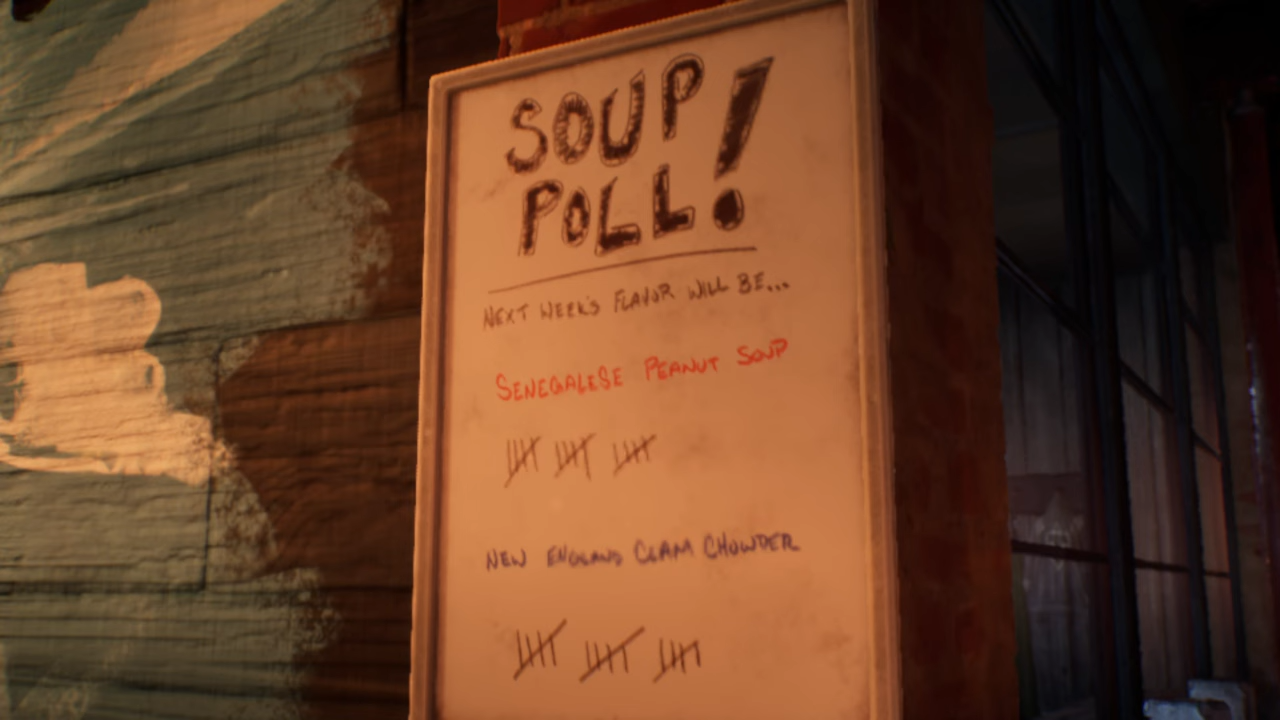 SOUP
POLL!
NEXT WEEK'S FLAVOR WILL BE...
SENEGALESE PEANUT SOUP
NEW ENGLAND CLAM CHOWDER